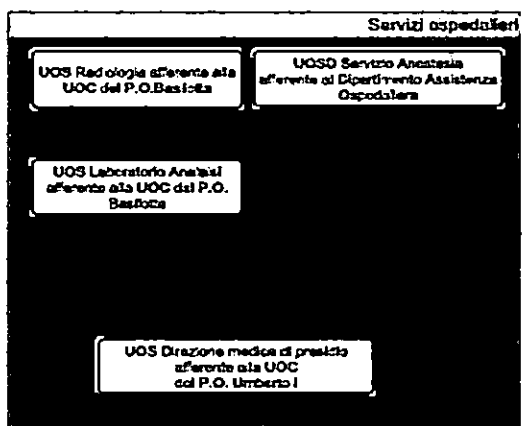 Servizi ospedalieri
UOS Radiologia afferente alla
UOC del P.O.Basilotta
UOSD Servizio Anestesia
afferente al Dipartimento Assistenza
Ospedaliera
UOS Laboratorio Analisi
afferente alla UOC del P.O.
Basilotta
UOS Direzione medica di presidio
afferente alla UOC
del P.O. Umberto I